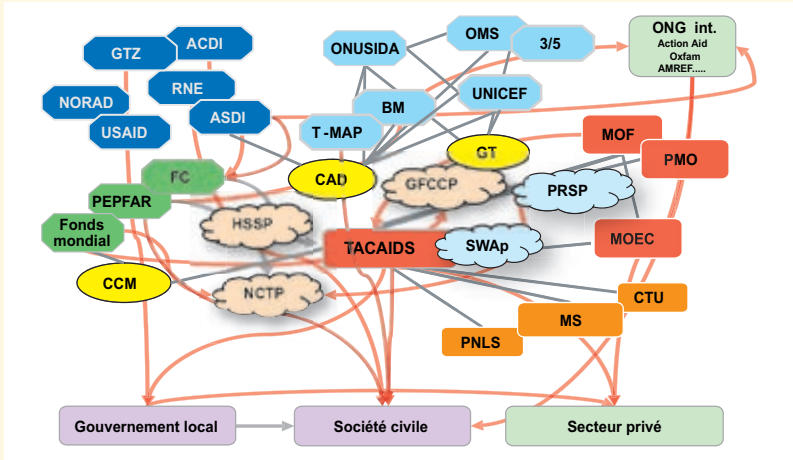 ACDI
GTZ
ONUSIDA
OMS
3/5
ONG int.
Action Aid
Oxfam
AMREF.....
NORAD
RNE
USAID
ASDI
BM
UNICEF
T-MAP
MOF
GT
PMO
FC
CAD
GFCCP
PRSP
PEPFAR
HSSP
Fonds
mondial
TACAIDS
SWAp
MOEC
CCM
NCTP
CTU
MS
PNLS
Gouvernement local
Société civile
Secteur privé